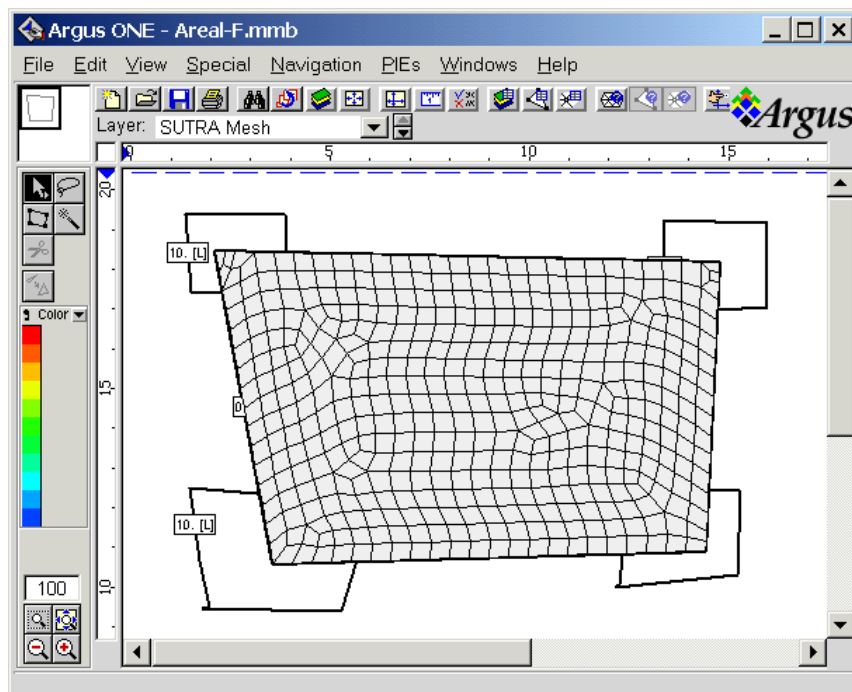 Argus ONE - Areal-F.mmb
File Edit View Special Navigation PIEs Windows Help
Argus
Layer: SUTRA Mesh
0 5 10 15
20
10. [L]
Color
15
0
10. [L]
10
100